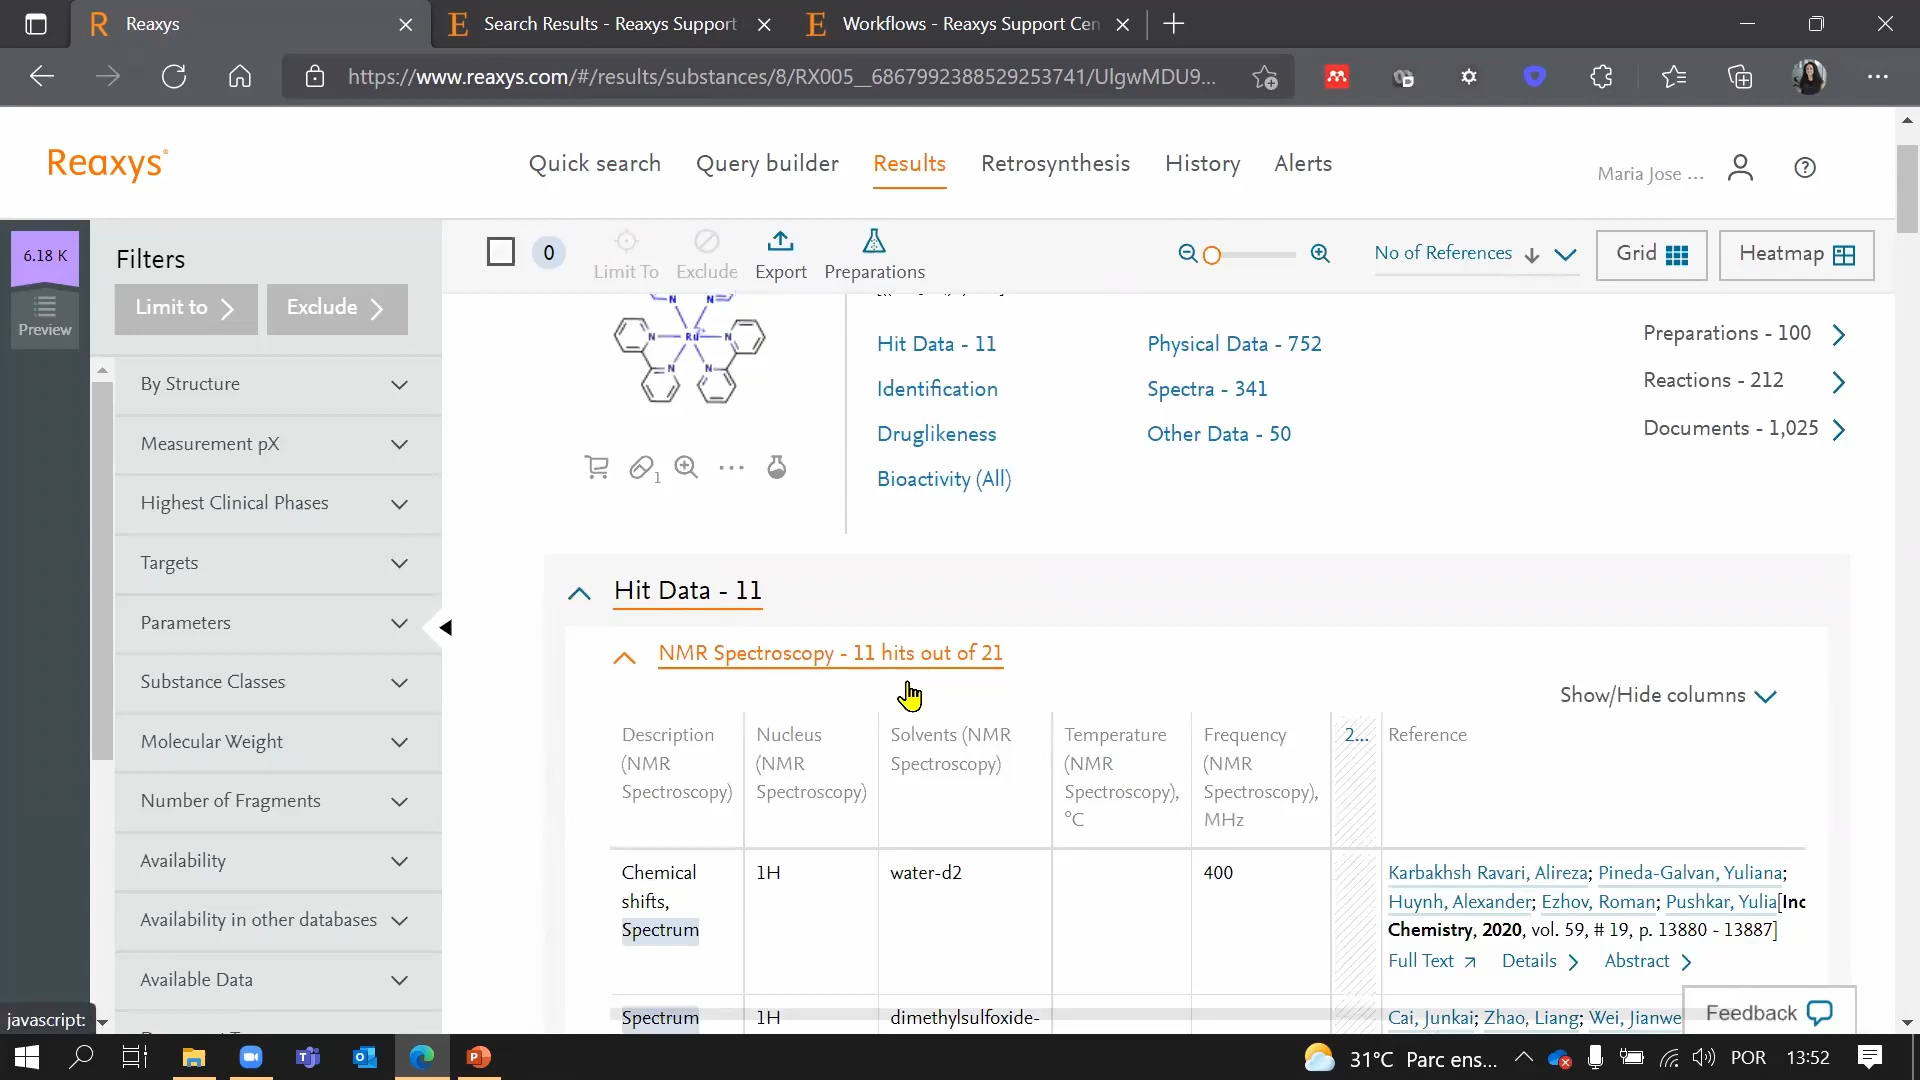 Reaxys
Search Results - Reaxys Support
Workflows - Reaxys Support Cen
https://www.reaxys.com/#/results/substances/8/RX005__6867992388529253741/UlgwMDU9...
Reaxys
Quick search
Query builder
Results
Retrosynthesis
History
Alerts
Maria Jose ...
6.18 K
Preview
Filters
Limit to
Exclude
By Structure
Measurement pX
Highest Clinical Phases
Targets
Parameters
Substance Classes
Molecular Weight
Number of Fragments
Availability
Availability in other databases
Available Data
0
Limit To
Exclude
Export
Preparations
No of References
Grid
Heatmap
N N
N Ru N
N N
1
Hit Data - 11
Identification
Druglikeness
Bioactivity (All)
Physical Data - 752
Spectra - 341
Other Data - 50
Preparations - 100
Reactions - 212
Documents - 1,025
Hit Data - 11
NMR Spectroscopy - 11 hits out of 21
Show/Hide columns
Description
(NMR
Spectroscopy)
Nucleus
(NMR
Spectroscopy)
Solvents (NMR
Spectroscopy)
Temperature
(NMR
Spectroscopy),
°C
Frequency
(NMR
Spectroscopy),
MHz
2...
Reference
Chemical
shifts,
Spectrum
1H
water-d2
400
Karbakhsh Ravari, Alireza; Pineda-Galvan, Yuliana;
Huynh, Alexander; Ezhov, Roman; Pushkar, Yulia[Inc
Chemistry, 2020, vol. 59, # 19, p. 13880 - 13887]
Full Text Details Abstract
Spectrum
1H
dimethylsulfoxide-
Cai, Junkai; Zhao, Liang; Wei, Jianwe
Feedback
javascript:
31°C Parc ens...
POR
13:52